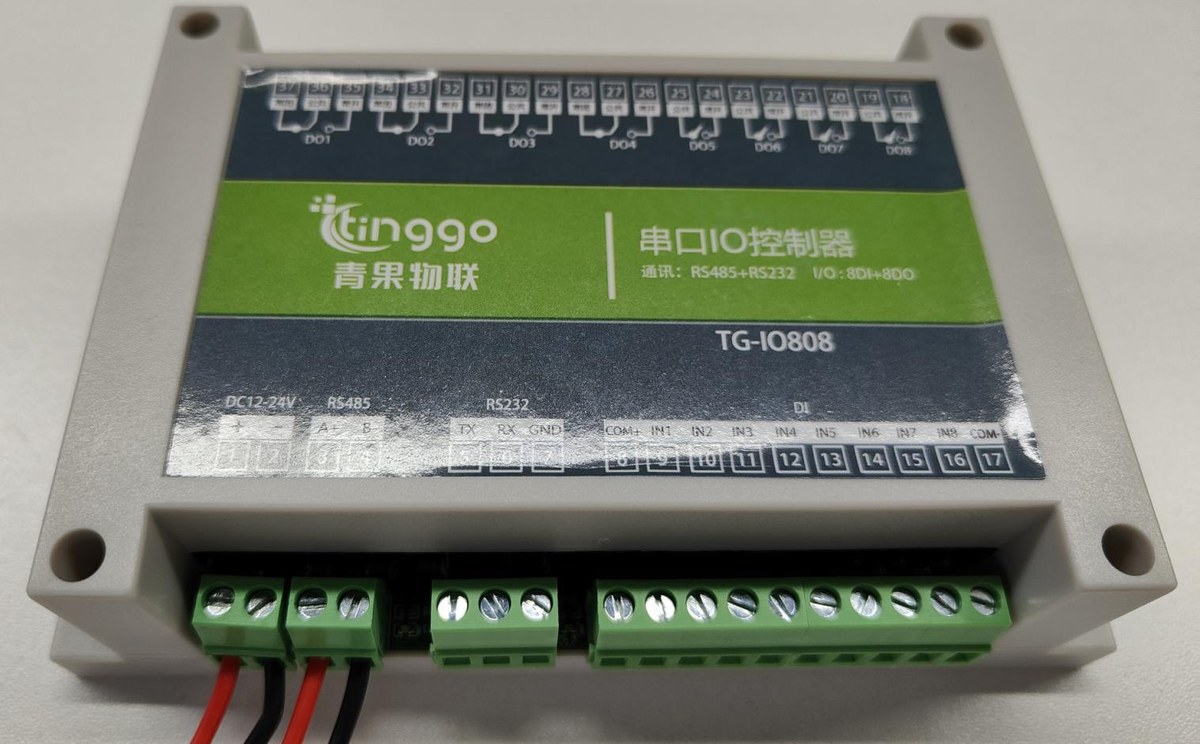 37 36 35 34 33 32 31 30 29 28 27 26 25 24 23 22 21 20 19 18
DO1 DO2 DO3 DO4 DO5 DO6 DO7 DO8
tinggo
青果物联
串口IO控制器
通讯：RS485+RS232 I/O：8DI+8DO
TG-IO808
DC12-24V RS485 RS232 DI
+ - A+ B- TX RX GND COM+ IN1 IN2 IN3 IN4 IN5 IN6 IN7 IN8 COM-
1 2 3 4 5 6 7 8 9 10 11 12 13 14 15 16 17